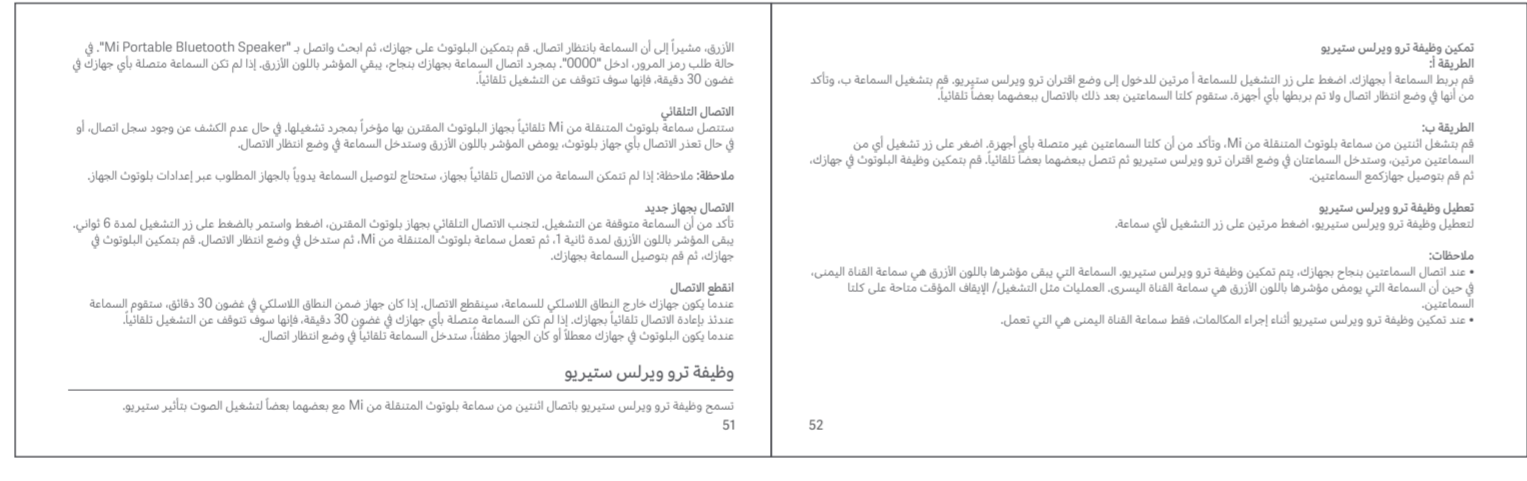 الأزرق، مشيراً إلى أن السماعة بانتظار اتصال. قم بتمكين البلوتوث على جهازك، ثم ابحث واتصل بـ "Mi Portable Bluetooth Speaker". في
حالة طلب رمز المرور، ادخل "0000". بمجرد اتصال السماعة بجهازك بنجاح، يبقي المؤشر باللون الأزرق. إذا لم تكن السماعة متصلة بأي جهازك في
غضون 30 دقيقة، فإنها سوف تتوقف عن التشغيل تلقائياً.
الاتصال التلقائي
ستتصل سماعة بلوتوث المتنقلة من Mi تلقائياً بجهاز البلوتوث المقترن بها مؤخراً بمجرد تشغيلها. في حال عدم الكشف عن وجود سجل اتصال، أو
في حال تعذر الاتصال بأي جهاز بلوتوث، يومض المؤشر باللون الأزرق وستدخل السماعة في وضع انتظار الاتصال.
ملاحظة: ملاحظة: إذا لم تتمكن السماعة من الاتصال تلقائياً بجهاز، ستحتاج لتوصيل السماعة يدوياً بالجهاز المطلوب عبر إعدادات بلوتوث الجهاز.
الاتصال بجهاز جديد
تأكد من أن السماعة متوقفة عن التشغيل. لتجنب الاتصال التلقائي بجهاز بلوتوث المقترن، اضغط واستمر بالضغط على زر التشغيل لمدة 6 ثواني.
يبقى المؤشر باللون الأزرق لمدة ثانية 1، ثم تعمل سماعة بلوتوث المتنقلة من Mi، ثم ستدخل في وضع انتظار الاتصال. قم بتمكين البلوتوث في
جهازك، ثم قم بتوصيل السماعة بجهازك.
انقطع الاتصال
عندما يكون جهازك خارج النطاق اللاسلكي للسماعة، سينقطع الاتصال. إذا كان جهاز ضمن النطاق اللاسلكي في غضون 30 دقائق، ستقوم السماعة
عندئذ بإعادة الاتصال تلقائياً بجهازك. إذا لم تكن السماعة متصلة بأي جهازك في غضون 30 دقيقة، فإنها سوف تتوقف عن التشغيل تلقائياً.
عندما يكون البلوتوث في جهازك معطلاً أو كان الجهاز مطفئاً، ستدخل السماعة تلقائياً في وضع انتظار اتصال.
وظيفة ترو ويرلس ستيريو
تسمح وظيفة ترو ويرلس ستيريو باتصال اثنتين من سماعة بلوتوث المتنقلة من Mi مع بعضهما بعضاً لتشغيل الصوت بتأثير ستيريو.
51
تمكين وظيفة ترو ويرلس ستيريو
الطريقة أ:
قم بربط السماعة أ بجهازك. اضغط على زر التشغيل للسماعة أ مرتين للدخول إلى وضع اقتران ترو ويرلس ستيريو. قم بتشغيل السماعة ب، وتأكد
من أنها في وضع انتظار اتصال ولا تم بربطها بأي أجهزة. ستقوم كلتا السماعتين بعد ذلك بالاتصال ببعضهما بعضاً تلقائياً.
الطريقة ب:
قم بتشغل اثنتين من سماعة بلوتوث المتنقلة من Mi، وتأكد من أن كلتا السماعتين غير متصلة بأي أجهزة. اضغر على زر تشغيل أي من
السماعتين مرتين، وستدخل السماعتان في وضع اقتران ترو ويرلس ستيريو ثم تتصل ببعضهما بعضاً تلقائياً. قم بتمكين وظيفة البلوتوث في جهازك،
ثم قم بتوصيل جهازكمع السماعتين.
تعطيل وظيفة ترو ويرلس ستيريو
لتعطيل وظيفة ترو ويرلس ستيريو، اضغط مرتين على زر التشغيل لأي سماعة.
ملاحظات:
• عند اتصال السماعتين بنجاح بجهازك، يتم تمكين وظيفة ترو ويرلس ستيريو. السماعة التي يبقى مؤشرها باللون الأزرق هي سماعة القناة اليمنى،
في حين أن السماعة التي يومض مؤشرها باللون الأزرق هي سماعة القناة اليسرى. العمليات مثل التشغيل/ الإيقاف المؤقت متاحة على كلتا
السماعتين.
• عند تمكين وظيفة ترو ويرلس ستيريو أثناء إجراء المكالمات، فقط سماعة القناة اليمنى هي التي تعمل.
52